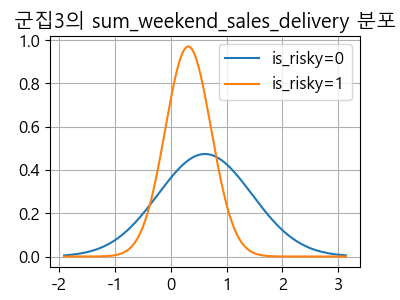 군집3의 sum_weekend_sales_delivery 분포
1.0
0.8
0.6
0.4
0.2
0.0
is_risky=0
is_risky=1
-2 -1 0 1 2 3